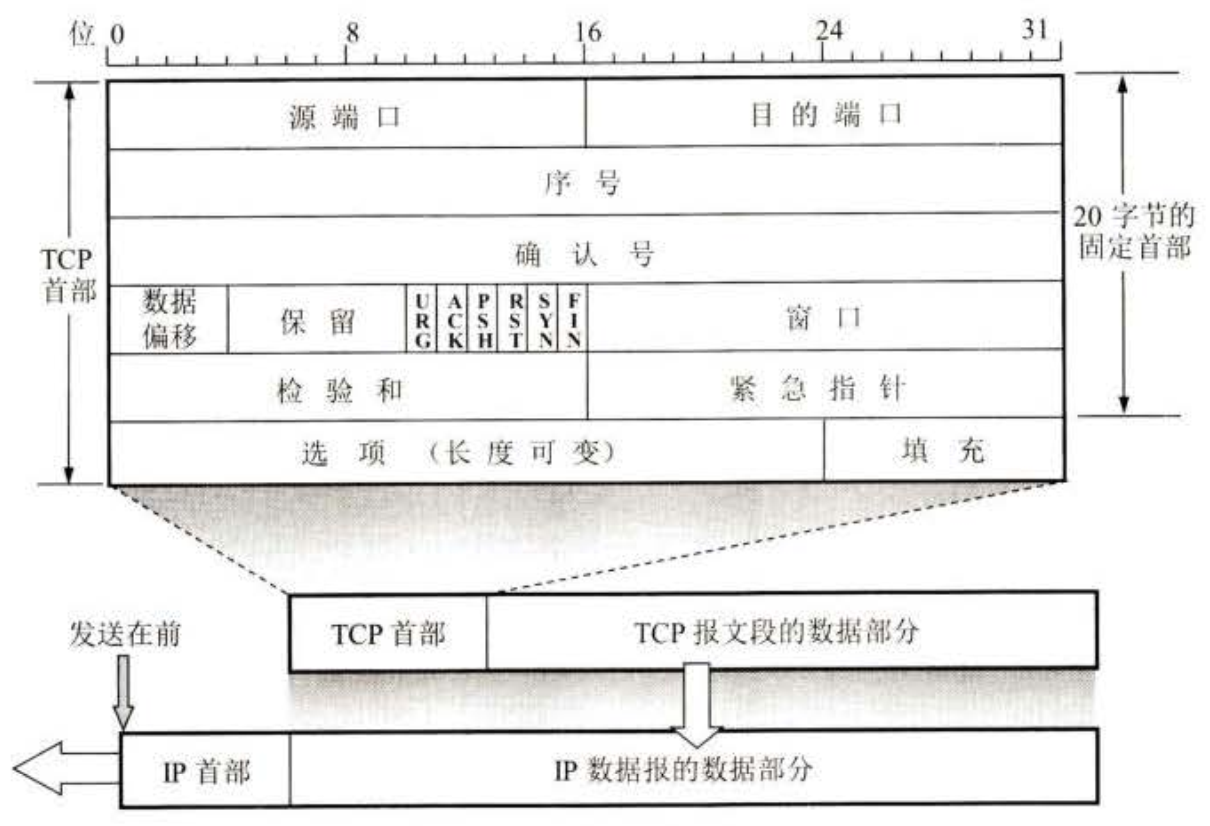 位 0 8 16 24 31
源端口 目的端口
序号
20 字节的
固定首部
确认号
TCP
首部
数据
偏移
保留
URG ACK PSH RST SYN FIN
窗口
检验和 紧急指针
选项（长度可变） 填充
TCP 首部 TCP 报文段的数据部分
发送在前
IP 首部 IP 数据报的数据部分